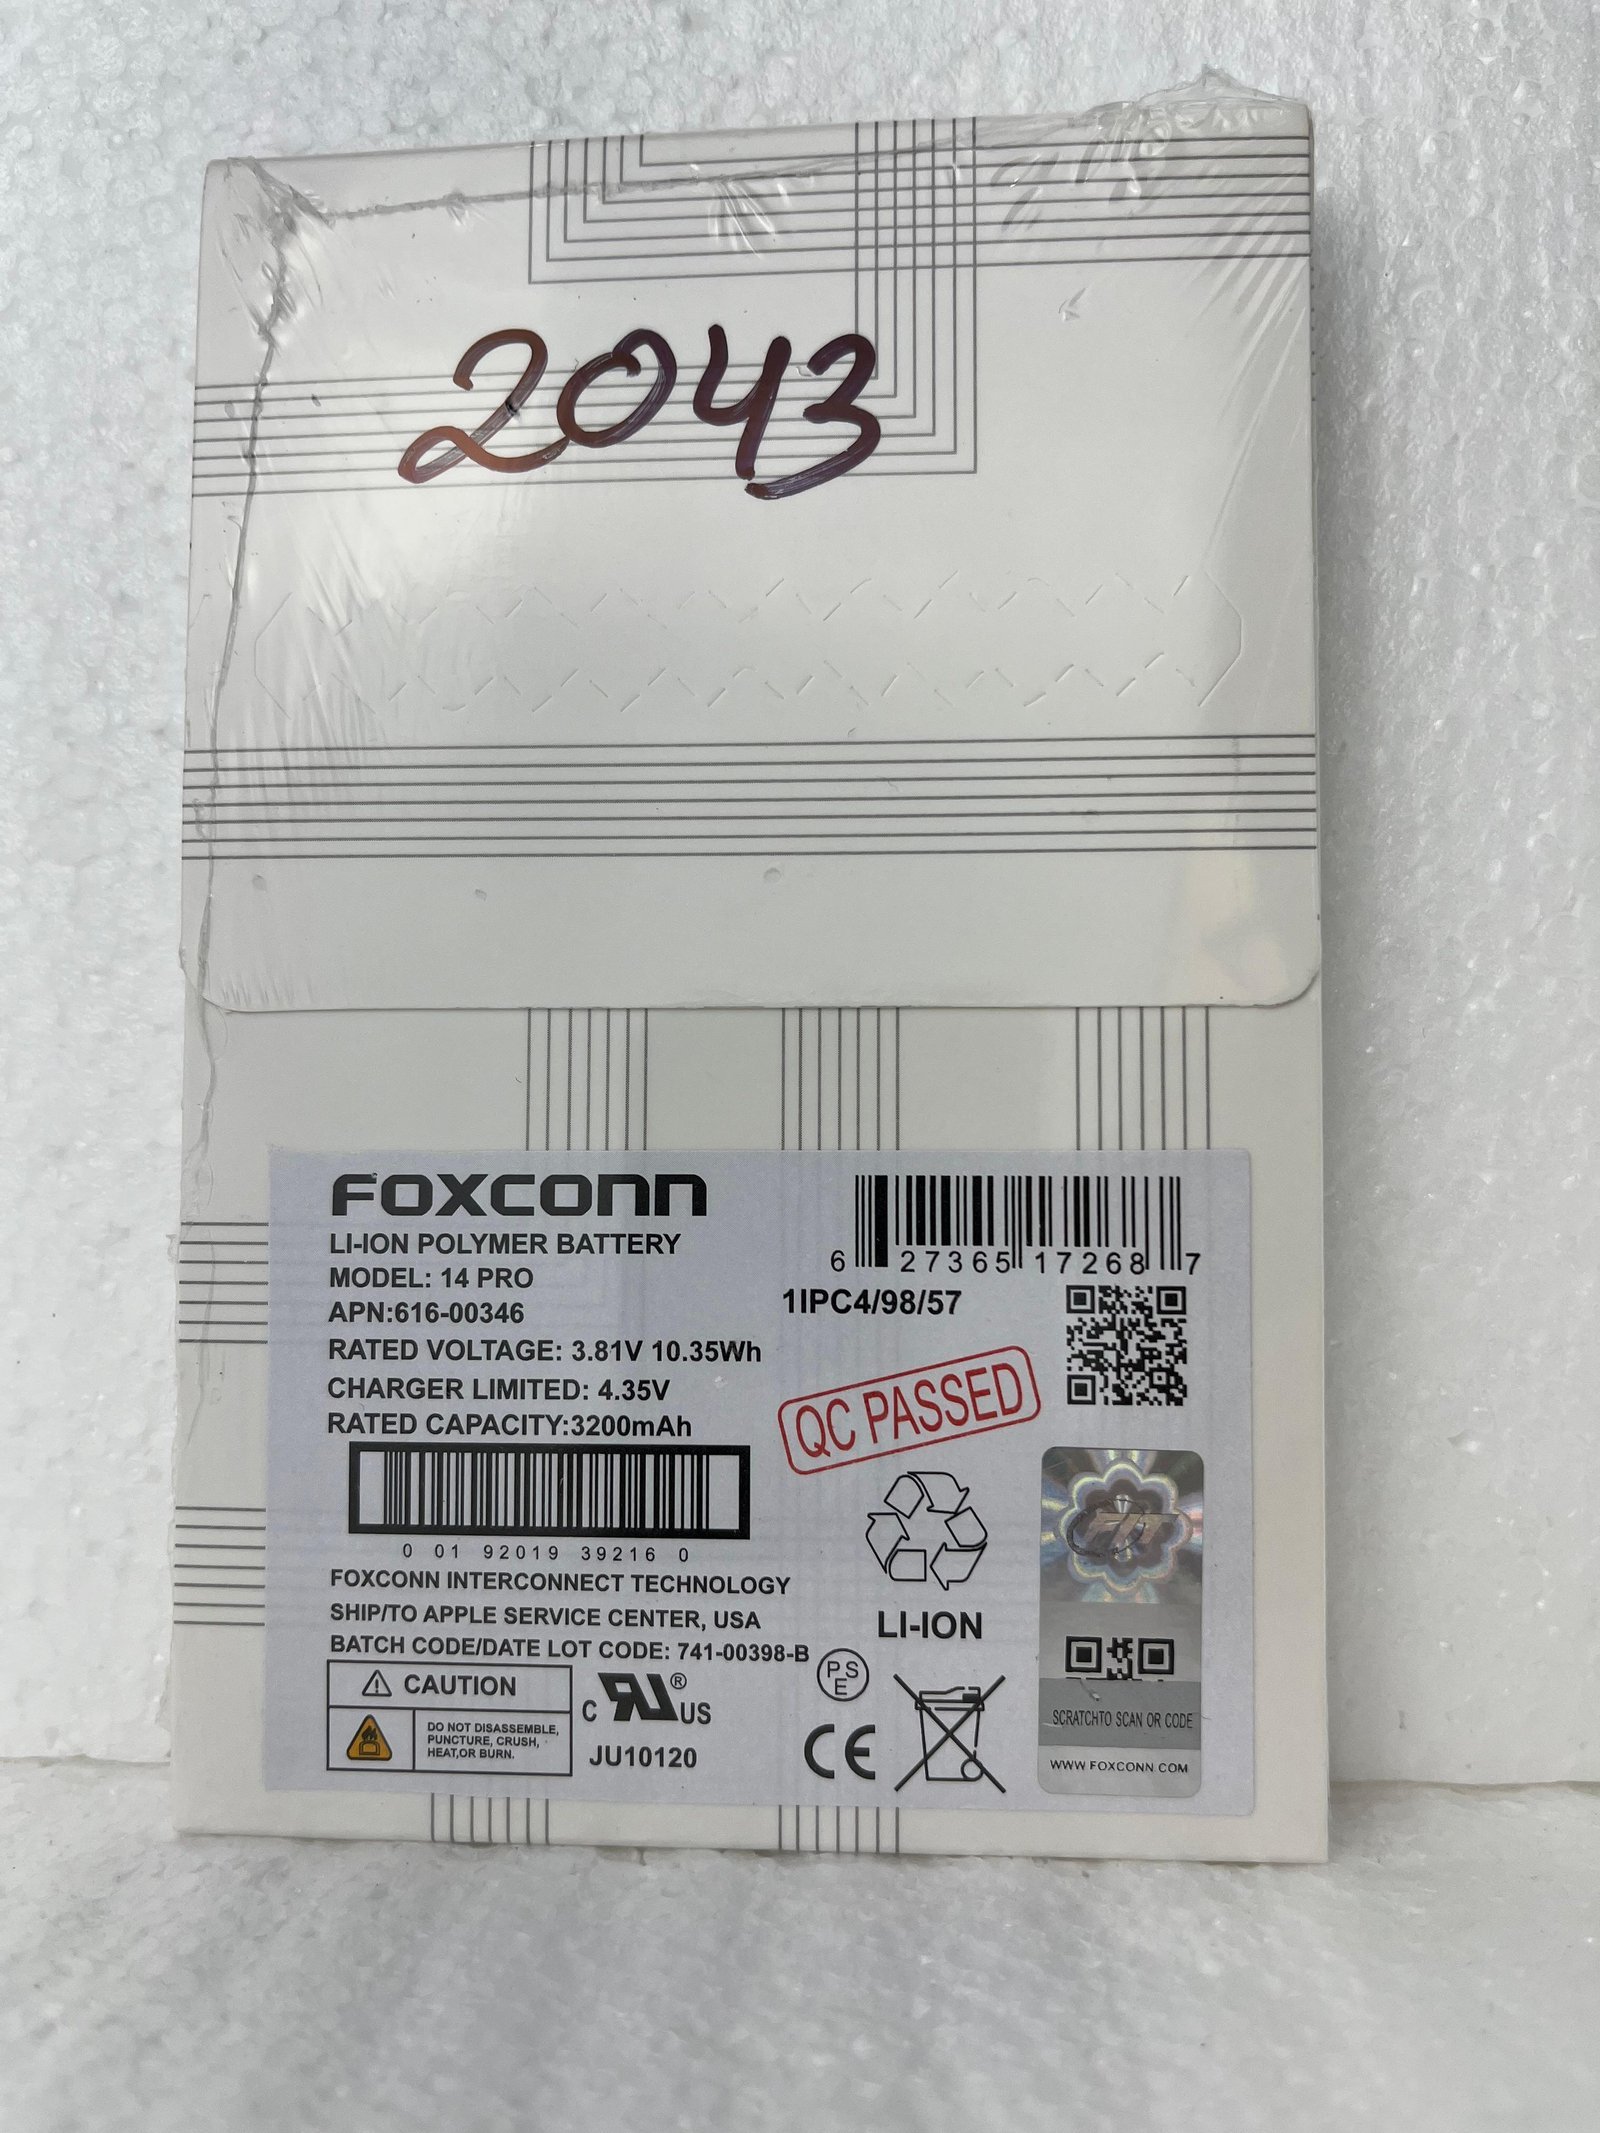 2043
FOXCONN
LI-ION POLYMER BATTERY
MODEL: 14 PRO
APN:616-00346
RATED VOLTAGE: 3.81V 10.35Wh
CHARGER LIMITED: 4.35V
RATED CAPACITY:3200mAh
0 01 92019 39216 0
FOXCONN INTERCONNECT TECHNOLOGY
SHIP/TO APPLE SERVICE CENTER, USA
BATCH CODE/DATE LOT CODE: 741-00398-B
CAUTION
DO NOT DISASSEMBLE,
PUNCTURE, CRUSH,
HEAT,OR BURN.
C RU ® US
JU10120
6 27365 17268 7
1IPC4/98/57
QC PASSED
LI-ION
PSE
CE
FIT
SCRATCHTO SCAN QR CODE
WWW.FOXCONN.COM